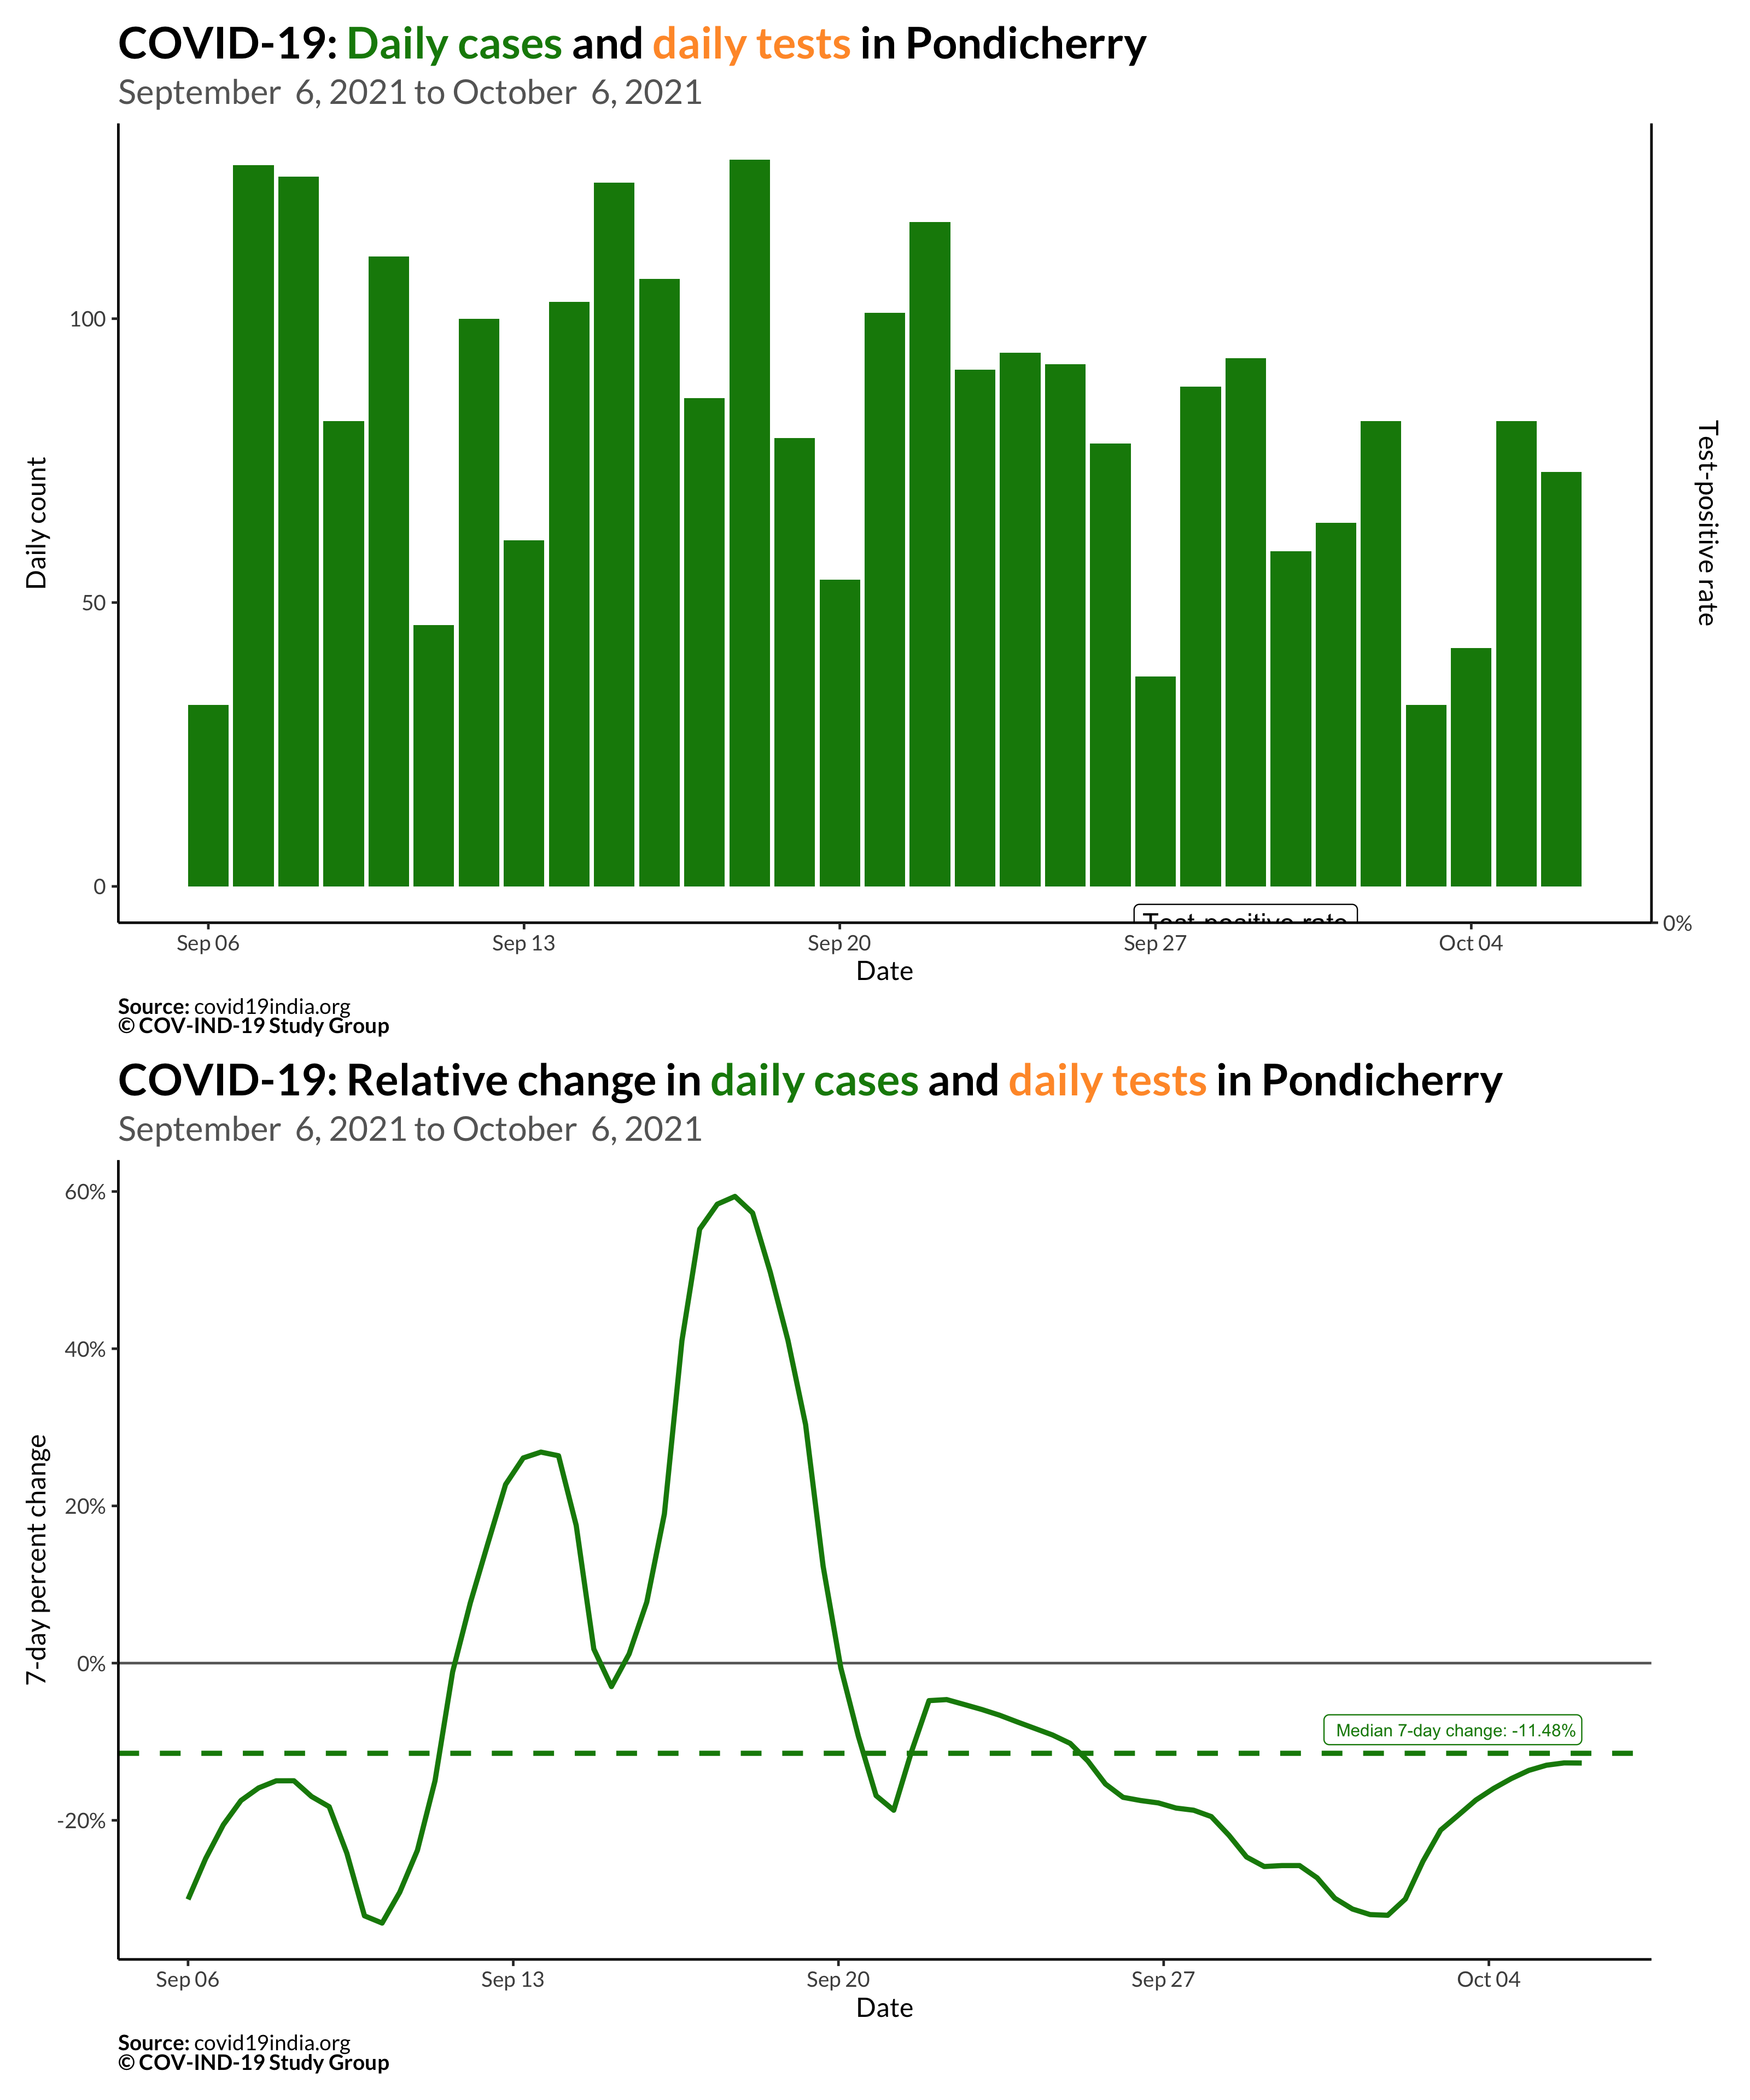 COVID-19: Daily cases and daily tests in Pondicherry
September 6, 2021 to October 6, 2021
100
50
0
Daily count
Test-positive rate
Test-positive rate
0%
Sep 06 Sep 13 Sep 20 Sep 27 Oct 04
Date
Source: covid19india.org
© COV-IND-19 Study Group
COVID-19: Relative change in daily cases and daily tests in Pondicherry
September 6, 2021 to October 6, 2021
60%
40%
20%
0%
-20%
7-day percent change
Median 7-day change: -11.48%
Sep 06 Sep 13 Sep 20 Sep 27 Oct 04
Date
Source: covid19india.org
© COV-IND-19 Study Group